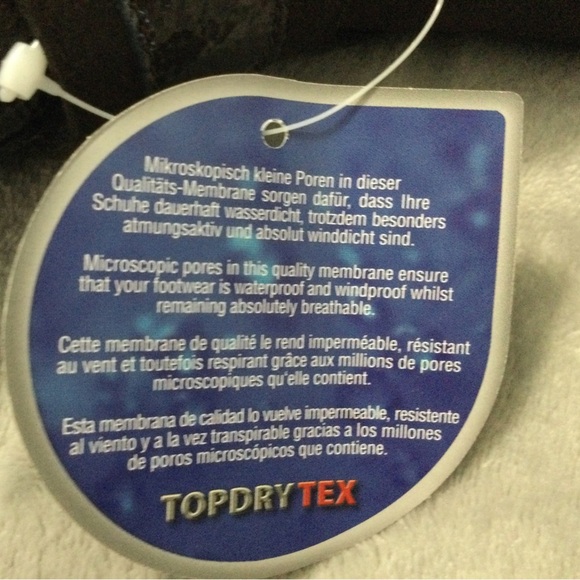 Mikroskopisch kleine Poren in dieser
Qualitäts-Membrane sorgen dafür, dass Ihre
Schuhe dauerhaft wasserdicht, trotzdem besonders
atmungsaktiv und absolut winddicht sind.
Microscopic pores in this quality membrane ensure
that your footwear is waterproof and windproof whilst
remaining absolutely breathable.
Cette membrane de qualité le rend imperméable, résistant
au vent et toutefois respirant grâce aux millions de pores
microscopiques qu'elle contient.
Esta membrana de calidad lo vuelve impermeable, resistente
al viento y a la vez transpirable gracias a los millones
de poros microscópicos que contiene.
TOPDRYTEX